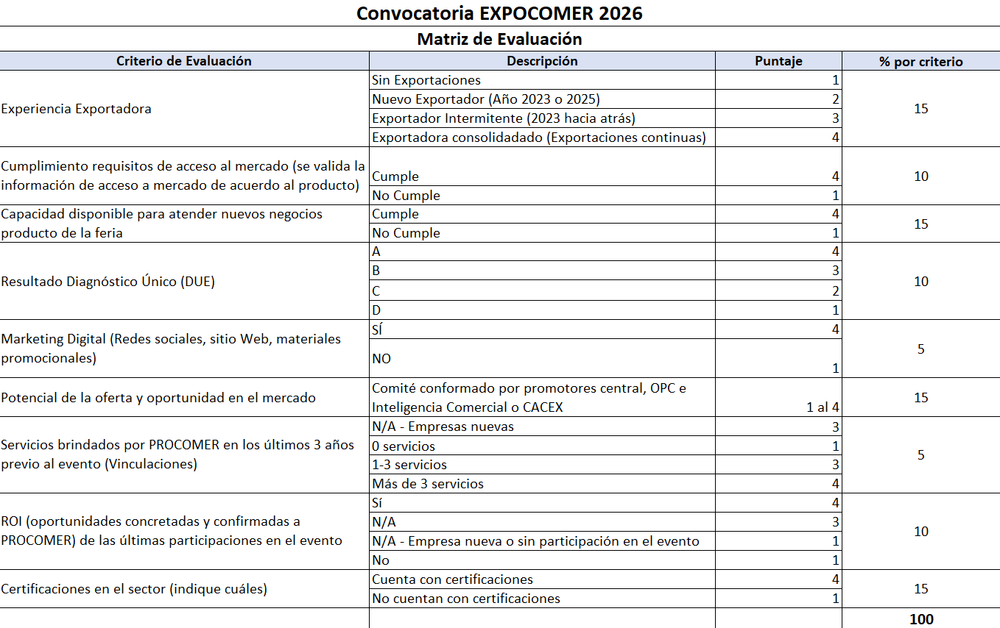 Convocatoria EXPOCOMER 2026
Matriz de Evaluación
Criterio de Evaluación Descripción Puntaje % por criterio
Experiencia Exportadora
Sin Exportaciones 1
Nuevo Exportador (Año 2023 o 2025) 2
Exportador Intermitente (2023 hacia atrás) 3
Exportadora consolidadado (Exportaciones continuas) 4
15
Cumplimiento requisitos de acceso al mercado (se valida la
información de acceso a mercado de acuerdo al producto)
Cumple 4
No Cumple 1
10
Capacidad disponible para atender nuevos negocios
producto de la feria
Cumple 4
No Cumple 1
15
Resultado Diagnóstico Único (DUE)
A 4
B 3
C 2
D 1
10
Marketing Digital (Redes sociales, sitio Web, materiales
promocionales)
SÍ 4
NO 1
5
Potencial de la oferta y oportunidad en el mercado
Comité conformado por promotores central, OPC e
Inteligencia Comercial o CACEX 1 al 4
15
Servicios brindados por PROCOMER en los últimos 3 años
previo al evento (Vinculaciones)
N/A - Empresas nuevas 3
0 servicios 1
1-3 servicios 3
Más de 3 servicios 4
5
ROI (oportunidades concretadas y confirmadas a
PROCOMER) de las últimas participaciones en el evento
Sí 4
N/A 3
N/A - Empresa nueva o sin participación en el evento 1
No 1
10
Certificaciones en el sector (indique cuáles)
Cuenta con certificaciones 4
No cuentan con certificaciones 1
15
100